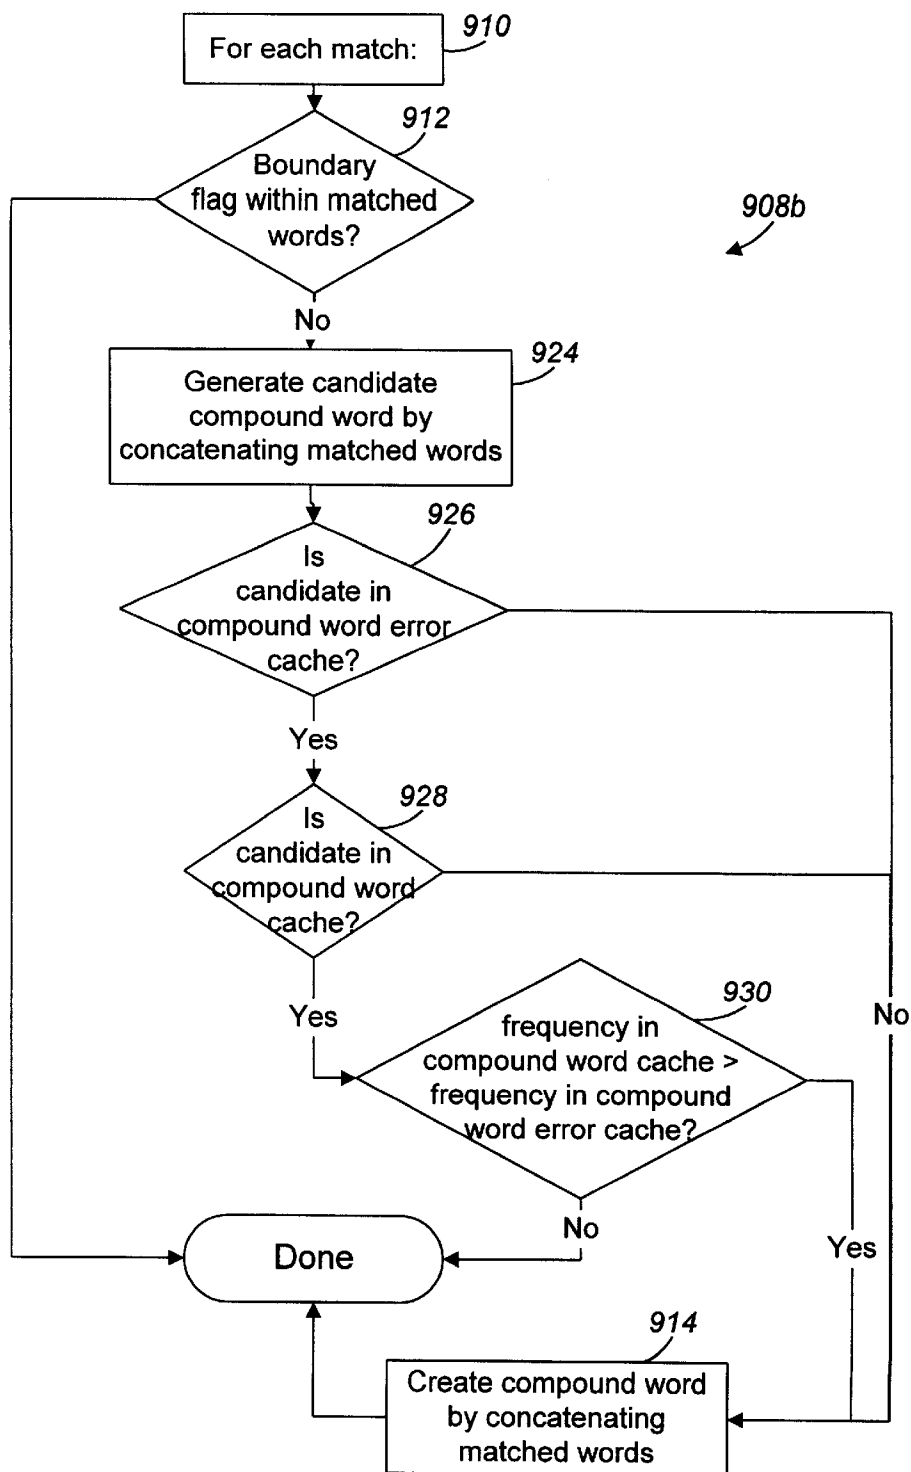 For each match:
910
912
Boundary
flag within matched
words?
908b
No
924
Generate candidate
compound word by
concatenating matched words
926
Is
candidate in
compound word error
cache?
Yes
928
Is
candidate in
compound word
cache?
Yes
930
No
frequency in
compound word cache >
frequency in compound
word error cache?
No
Done
Yes
914
Create compound word
by concatenating
matched words